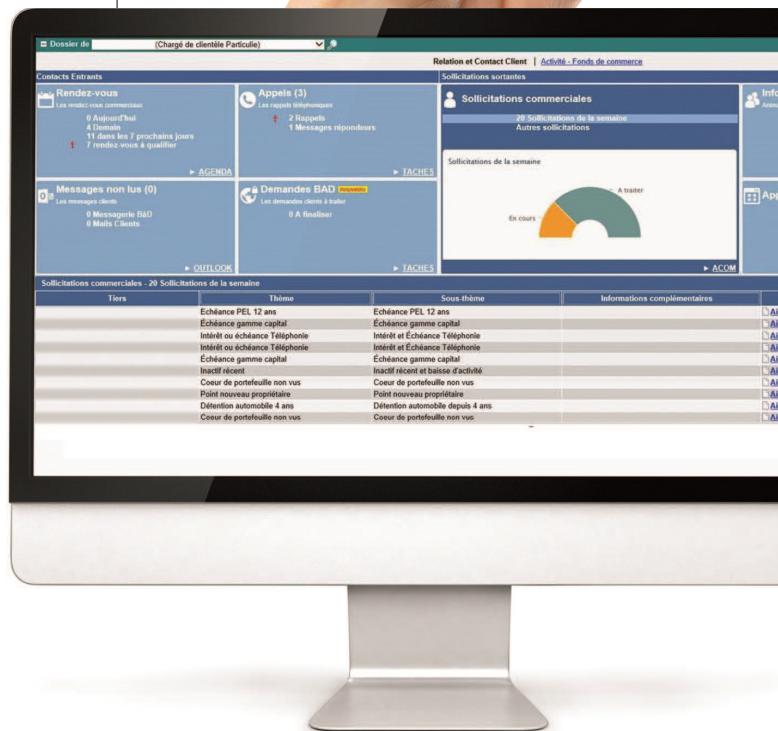 Dossier de (Chargé de clientèle Particulie)
Relation et Contact Client | Activité - Fonds de commerce
Contacts Entrants
Sollicitations sortantes
Rendez-vous
Les rendez-vous commerciaux
0 Aujourd'hui
4 Demain
11 dans les 7 prochains jours
7 rendez-vous à qualifier
AGENDA
Appels (3)
Les rappels téléphoniques
2 Rappels
1 Messages répondeurs
TACHES
Sollicitations commerciales
20 Sollicitations de la semaine
Autres sollicitations
Sollicitations de la semaine
A traiter
En cours
ACOM
Messages non lus (0)
Les messages clients
0 Messagerie BàD
0 Mails Clients
OUTLOOK
Demandes BAD nouveau
Les demandes clients à traiter
0 A finaliser
TACHES
Sollicitations commerciales - 20 Sollicitations de la semaine
Tiers Thème Sous-thème Informations complémentaires
Echéance PEL 12 ans Echéance PEL 12 ans
Échéance gamme capital Échéance gamme capital
Intérêt ou échéance Téléphonie Intérêt et Échéance Téléphonie
Intérêt ou échéance Téléphonie Intérêt et Échéance Téléphonie
Échéance gamme capital Échéance gamme capital
Inactif récent Inactif récent et baisse d'activité
Coeur de portefeuille non vus Coeur de portefeuille non vus
Point nouveau propriétaire Point nouveau propriétaire
Détention automobile 4 ans Détention automobile depuis 4 ans
Coeur de portefeuille non vus Coeur de portefeuille non vus